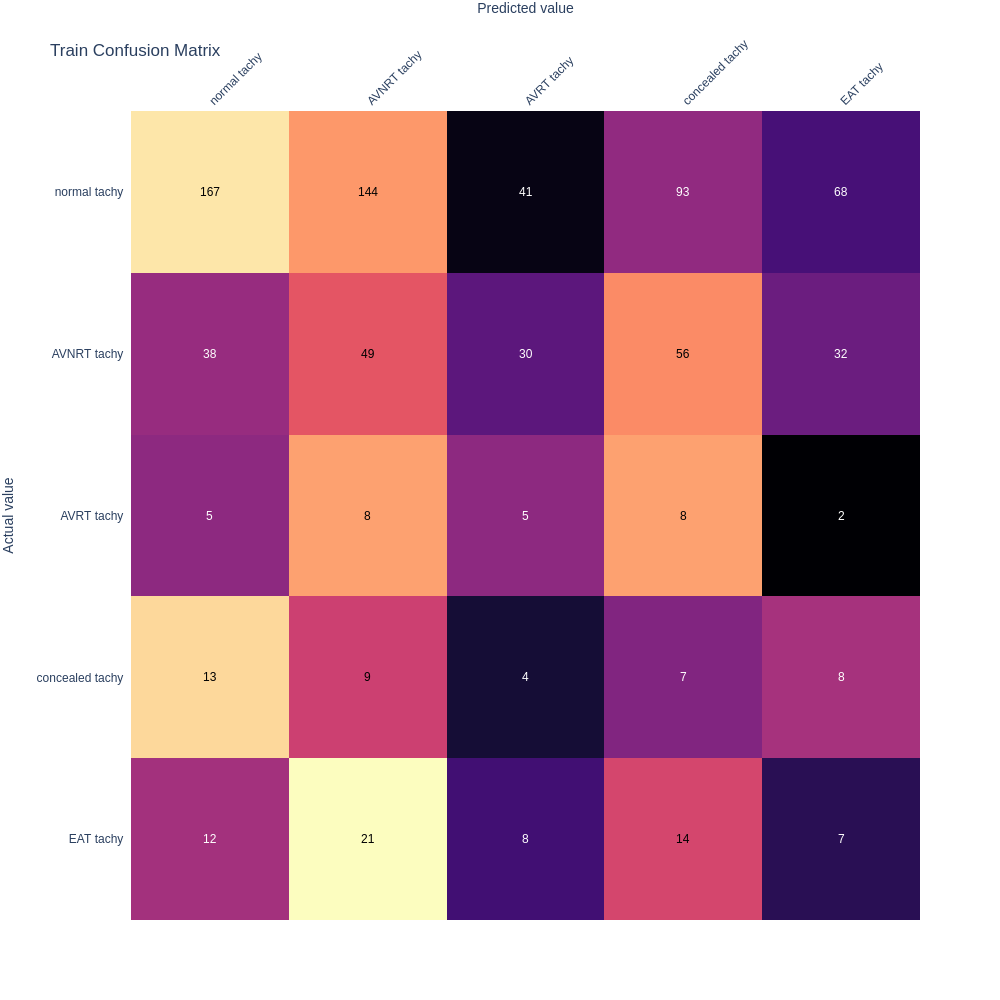 Predicted value
Train Confusion Matrix
normal tachy
AVNRT tachy
AVRT tachy
concealed tachy
EAT tachy
Actual value
normal tachy 167 144 41 93 68
AVNRT tachy 38 49 30 56 32
AVRT tachy 5 8 5 8 2
concealed tachy 13 9 4 7 8
EAT tachy 12 21 8 14 7